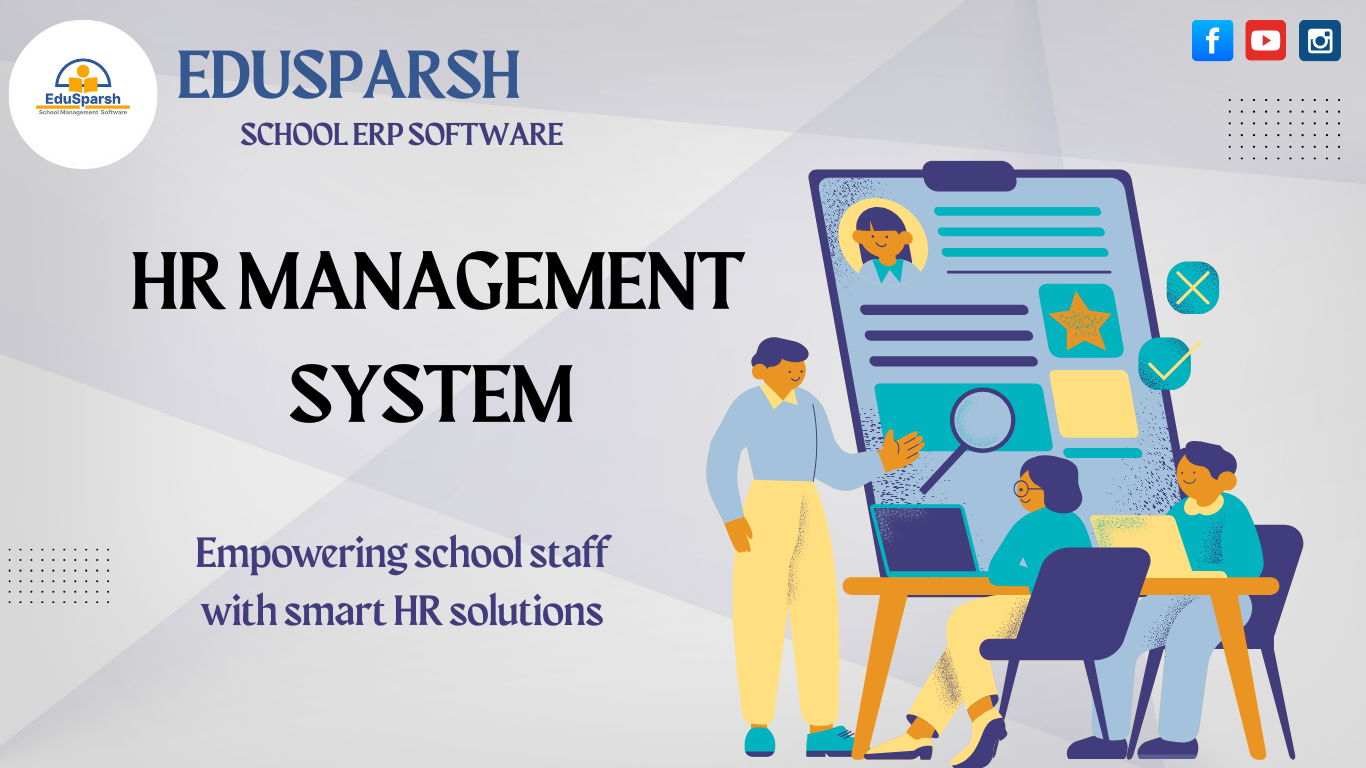 EduSparsh
School Management Software
EDUSPARSH
SCHOOL ERP SOFTWARE
HR MANAGEMENT
SYSTEM
Empowering school staff
with smart HR solutions